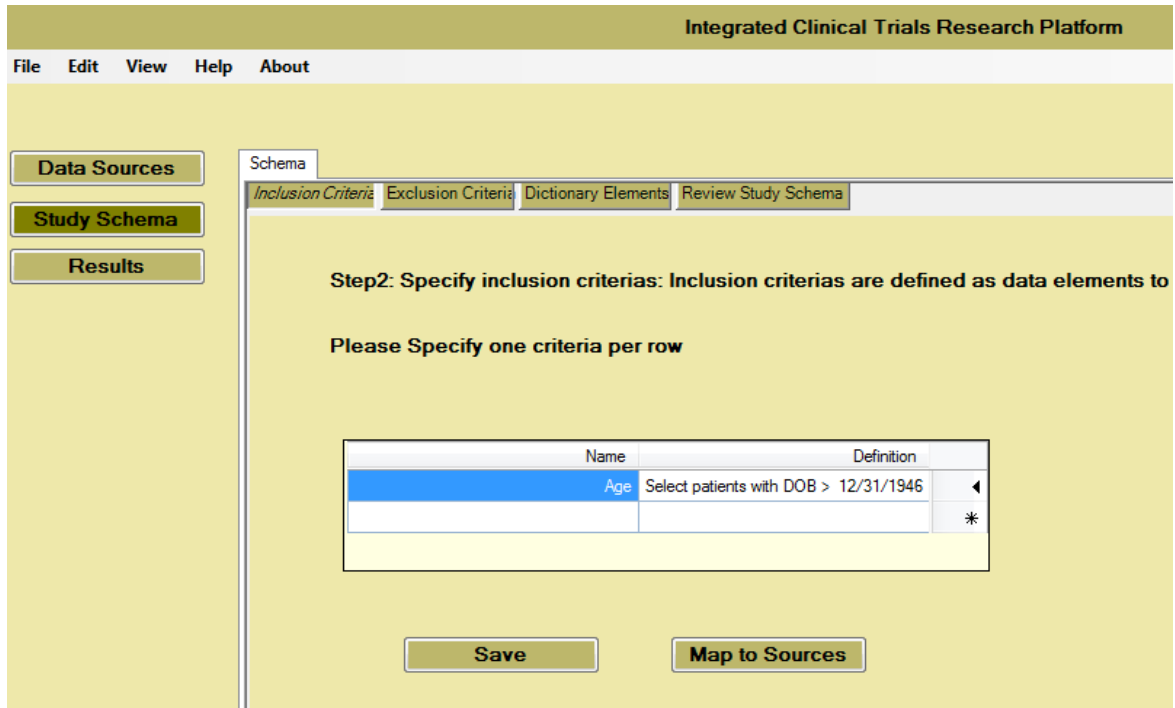 Integrated Clinical Trials Research Platform
File Edit View Help About
Data Sources
Study Schema
Results
Schema
Inclusion Criteria Exclusion Criteria Dictionary Elements Review Study Schema
Step2: Specify inclusion criterias: Inclusion criterias are defined as data elements to
Please Specify one criteria per row
Name Definition
Age Select patients with DOB > 12/31/1946
Save Map to Sources